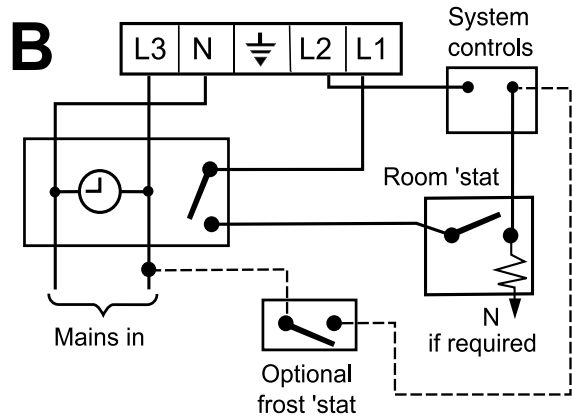 B
L3 N L2 L1
System
controls
Room 'stat
N
if required
Mains in
Optional
frost 'stat